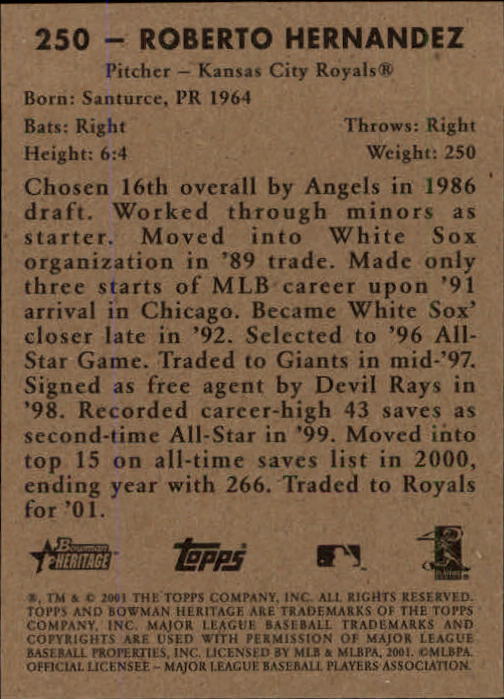 250 – ROBERTO HERNANDEZ
Pitcher – Kansas City Royals®
Born: Santurce, PR 1964
Bats: Right Throws: Right
Height: 6:4 Weight: 250
Chosen 16th overall by Angels in 1986
draft. Worked through minors as
starter. Moved into White Sox
organization in '89 trade. Made only
three starts of MLB career upon '91
arrival in Chicago. Became White Sox'
closer late in '92. Selected to '96 All-
Star Game. Traded to Giants in mid-'97.
Signed as free agent by Devil Rays in
'98. Recorded career-high 43 saves as
second-time All-Star in '99. Moved into
top 15 on all-time saves list in 2000,
ending year with 266. Traded to Royals
for '01.
Bowman HERITAGE Topps
®, TM & © 2001 THE TOPPS COMPANY, INC. ALL RIGHTS RESERVED.
TOPPS AND BOWMAN HERITAGE ARE TRADEMARKS OF THE TOPPS
COMPANY, INC. MAJOR LEAGUE BASEBALL TRADEMARKS AND
COPYRIGHTS ARE USED WITH PERMISSION OF MAJOR LEAGUE
BASEBALL PROPERTIES, INC. LICENSED BY MLB & MLBPA, 2001. ©MLBPA.
OFFICIAL LICENSEE – MAJOR LEAGUE BASEBALL PLAYERS ASSOCIATION.